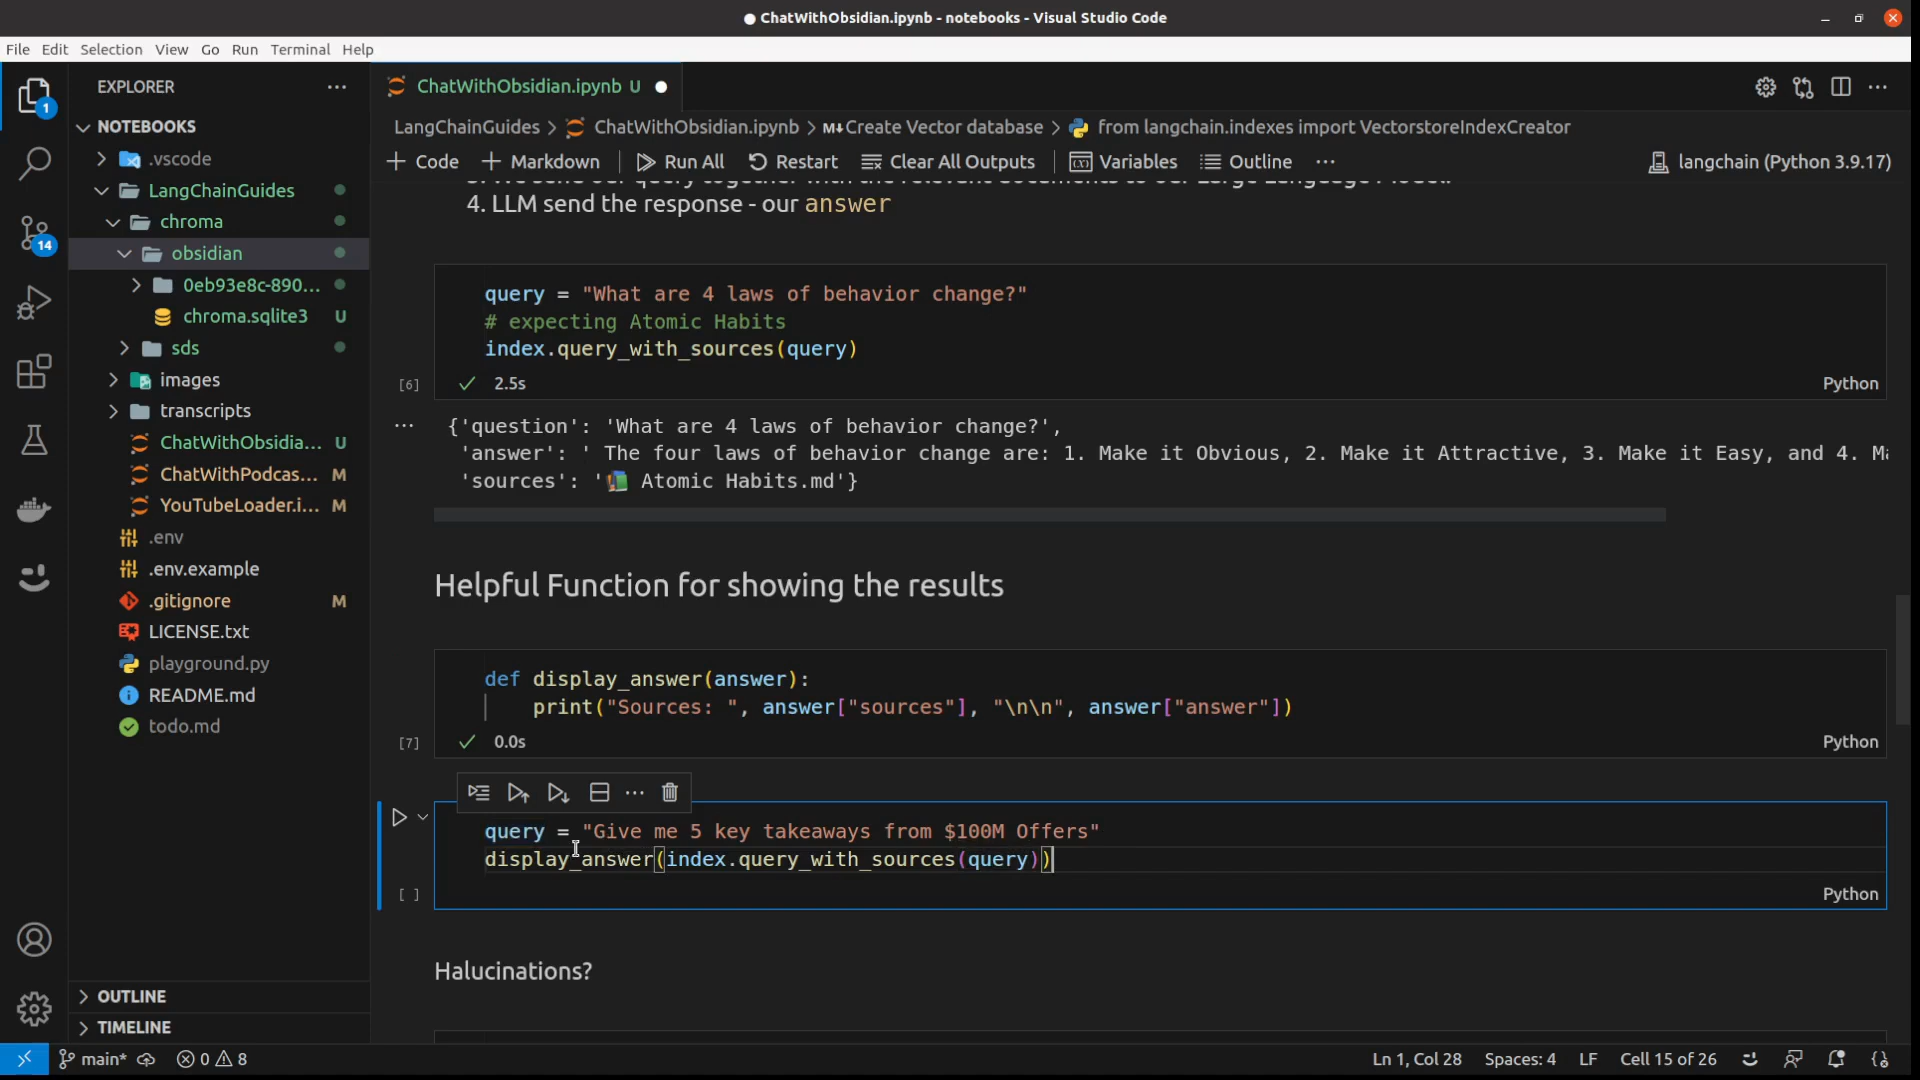 ChatWithObsidian.ipynb - notebooks - Visual Studio Code
File Edit Selection View Go Run Terminal Help
EXPLORER
NOTEBOOKS
.vscode
LangChainGuides
chroma
obsidian
0eb93e8c-890...
chroma.sqlite3 U
sds
images
transcripts
ChatWithObsidia... U
ChatWithPodcas... M
YouTubeLoader.i... M
.env
.env.example
.gitignore M
LICENSE.txt
playground.py
README.md
todo.md
OUTLINE
TIMELINE
1
14
ChatWithObsidian.ipynb U
LangChainGuides > ChatWithObsidian.ipynb > M↓Create Vector database > from langchain.indexes import VectorstoreIndexCreator
+ Code + Markdown Run All Restart Clear All Outputs Variables Outline ... langchain (Python 3.9.17)
4. LLM send the response - our answer
query = "What are 4 laws of behavior change?"
# expecting Atomic Habits
index.query_with_sources(query)
[6] 2.5s Python
{'question': 'What are 4 laws of behavior change?',
'answer': ' The four laws of behavior change are: 1. Make it Obvious, 2. Make it Attractive, 3. Make it Easy, and 4. M
'sources': '📚 Atomic Habits.md'}
Helpful Function for showing the results
def display_answer(answer):
print("Sources: ", answer["sources"], "\n\n", answer["answer"])
[7] 0.0s Python
query = "Give me 5 key takeaways from $100M Offers"
display_answer(index.query_with_sources(query))
[ ] Python
Halucinations?
main* 0 8 Ln 1, Col 28 Spaces: 4 LF Cell 15 of 26